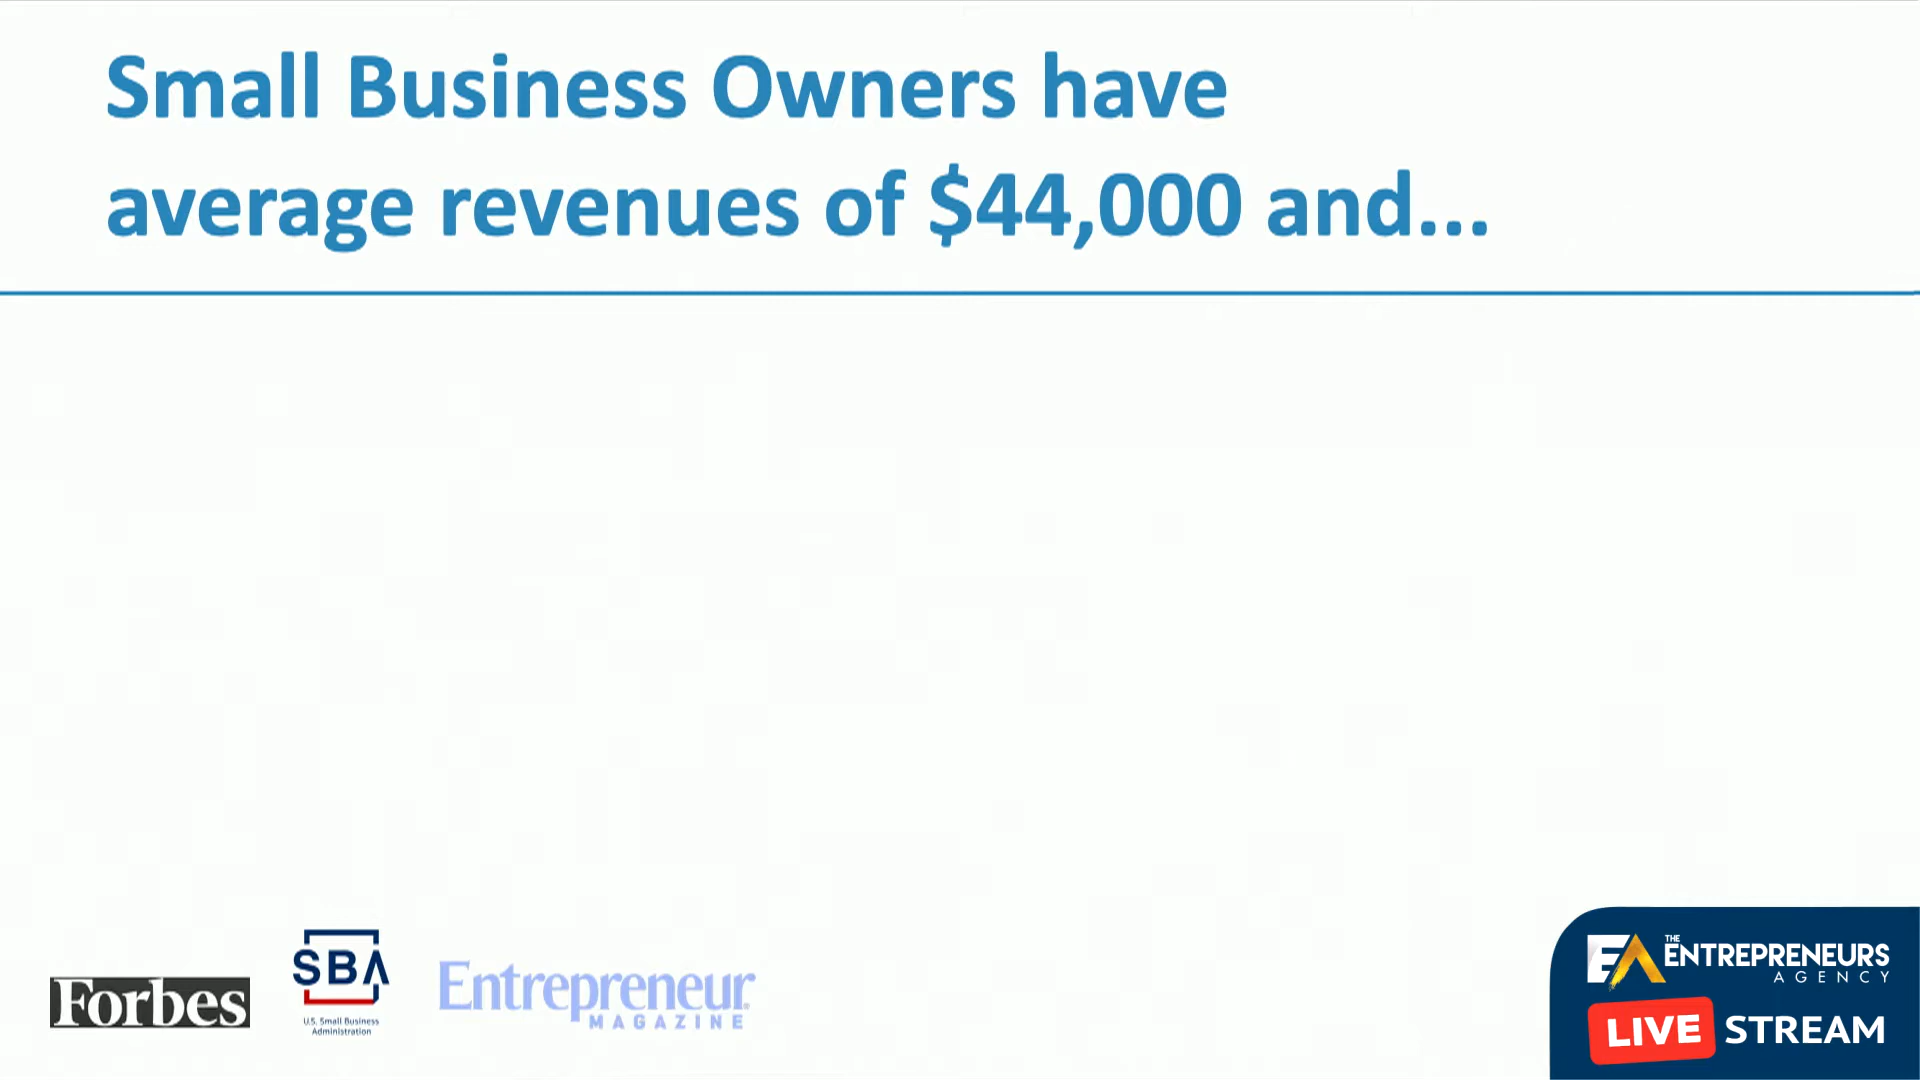 Small Business Owners have
average revenues of $44,000 and...
Forbes
SBA
U.S. Small Business
Administration
Entrepreneur
MAGAZINE
EA THE ENTREPRENEURS
AGENCY
LIVE STREAM